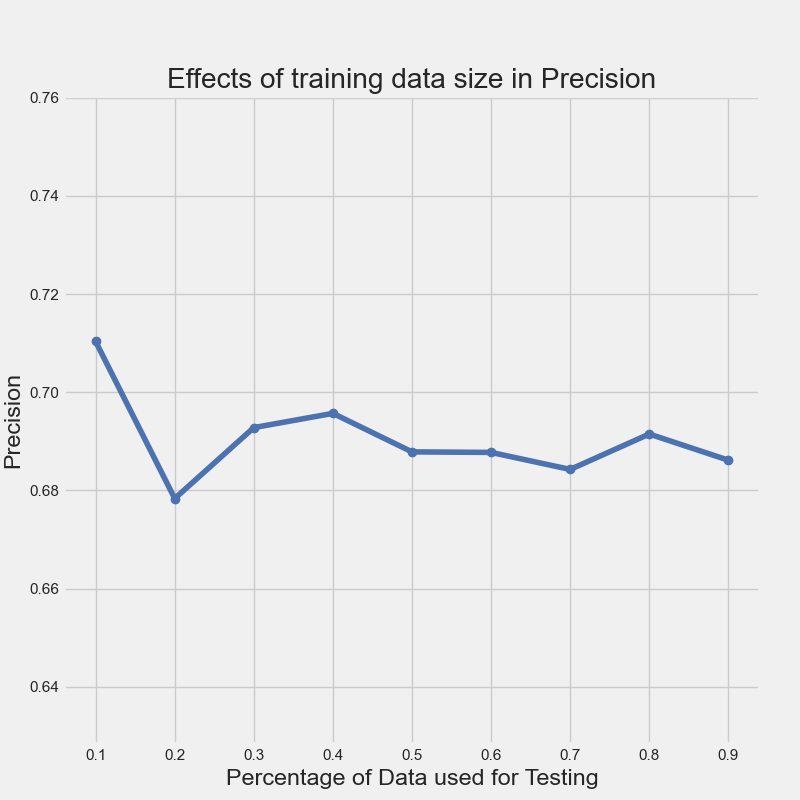 Effects of training data size in Precision
0.76
0.74
0.72
0.70
0.68
0.66
0.64
Precision
0.1 0.2 0.3 0.4 0.5 0.6 0.7 0.8 0.9
Percentage of Data used for Testing